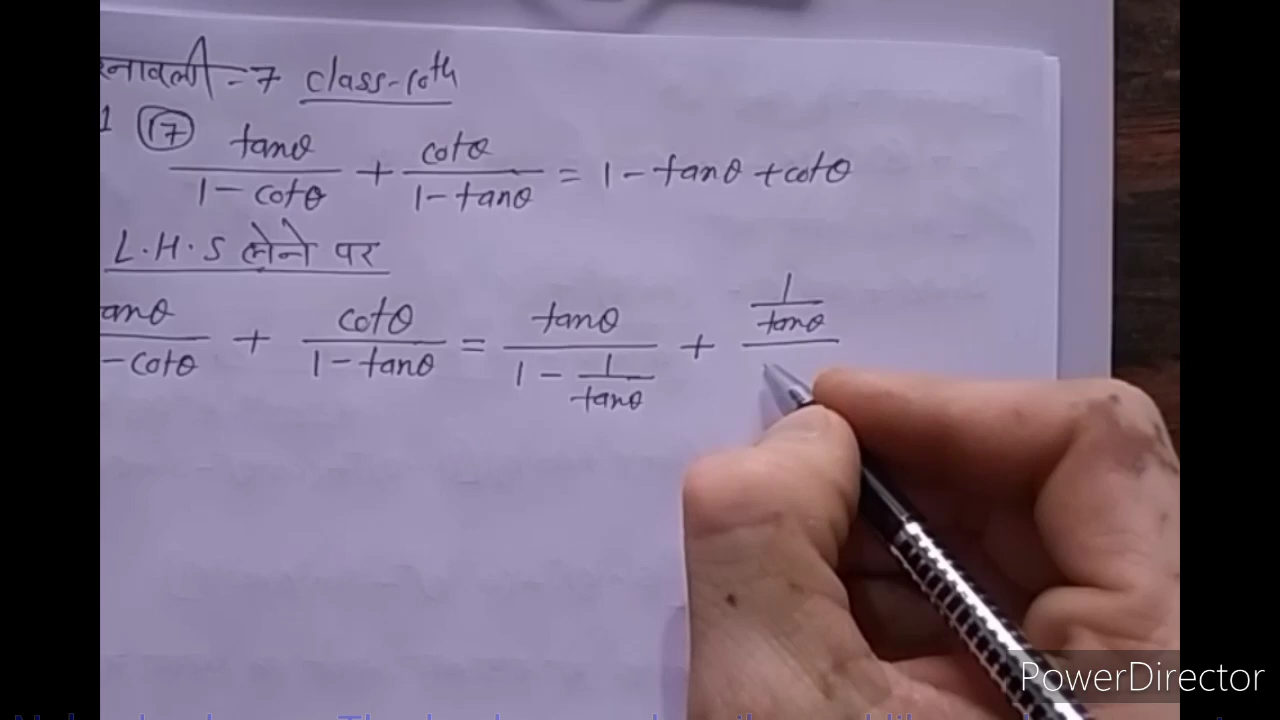 रनावली - 7 class-10th
1 (17) tanθ/(1 - cotθ) + cotθ/(1 - tanθ) = 1 - tanθ + cotθ
L.H.S लेने पर
anθ/(-cotθ) + cotθ/(1 - tanθ) = tanθ/(1 - 1/tanθ) + (1/tanθ)/
PowerDirector